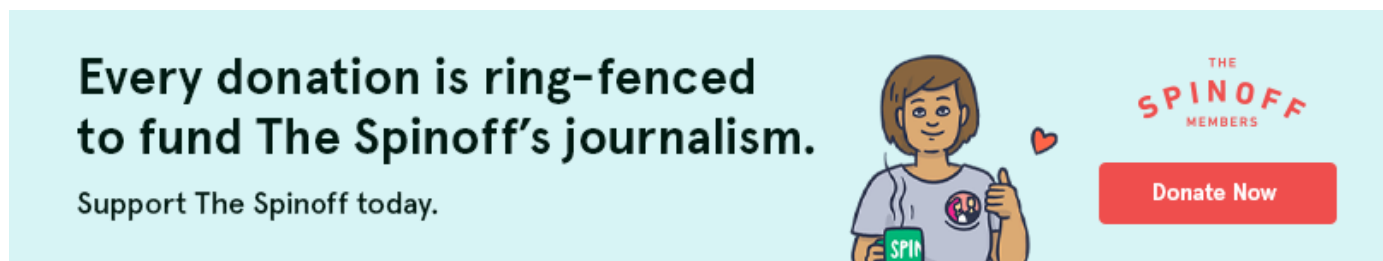 Every donation is ring-fenced
to fund The Spinoff’s journalism.
Support The Spinoff today.
SPIN
THE
SPINOFF
MEMBERS
Donate Now